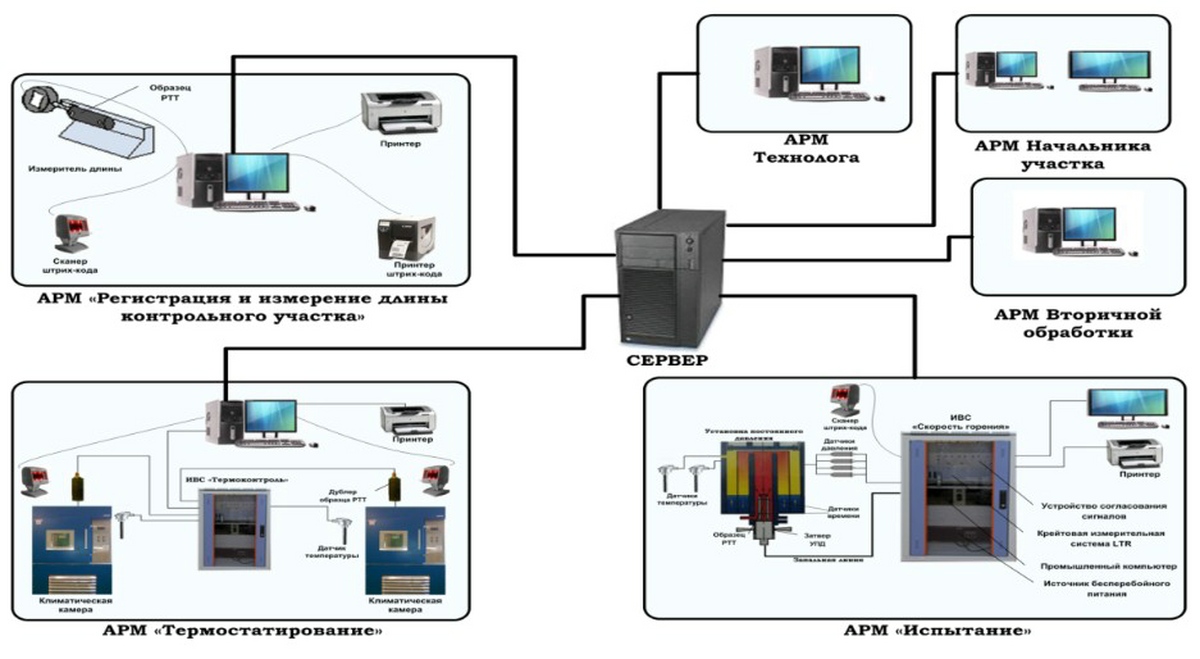 Образец
РТТ
Измеритель длины
Принтер
Сканер
штрих-кода
Принтер
штрих-кода
АРМ «Регистрация и измерение длины
контрольного участка»
АРМ
Технолога
АРМ Начальника
участка
АРМ Вторичной
обработки
СЕРВЕР
Принтер
ИВС «Термоконтроль»
Дублер
образца РТТ
Датчик
температуры
Климатическая
камера
Климатическая
камера
АРМ «Термостатирование»
Сканер
штрих-кода
ИВС
«Скорость горения»
Установка постоянного
давления
Датчики
давления
Принтер
Датчики
температуры
Датчики
времени
Образец
РТТ
Затвор
УПД
Запальная линия
Устройство согласования
сигналов
Крейтовая измерительная
система LTR
Промышленный компьютер
Источник бесперебойного
питания
АРМ «Испытание»